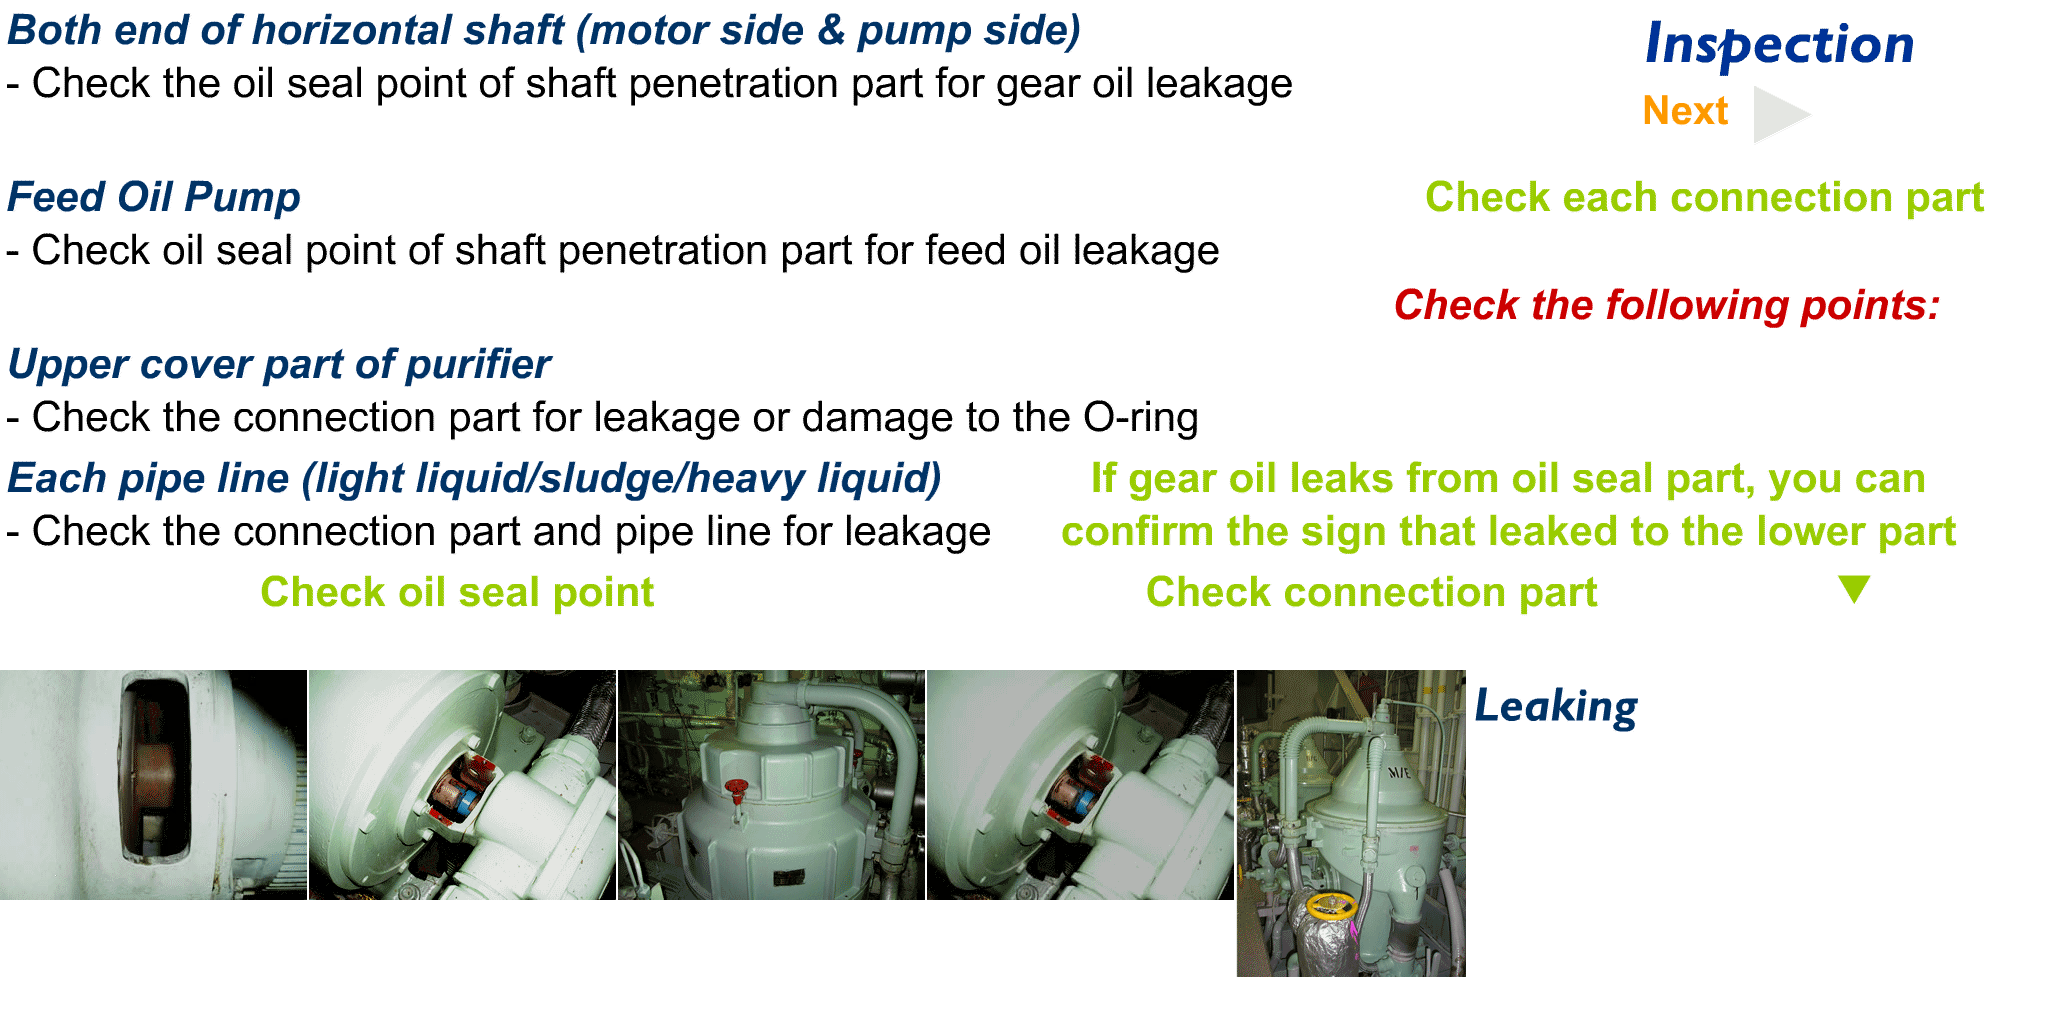 Both end of horizontal shaft (motor side & pump side)
- Check the oil seal point of shaft penetration part for gear oil leakage
Inspection
Next
Feed Oil Pump
- Check oil seal point of shaft penetration part for feed oil leakage
Check each connection part
Check the following points:
Upper cover part of purifier
- Check the connection part for leakage or damage to the O-ring
Each pipe line (light liquid/sludge/heavy liquid)
- Check the connection part and pipe line for leakage
If gear oil leaks from oil seal part, you can
confirm the sign that leaked to the lower part
Check oil seal point
Check connection part
▼
Leaking
M/E